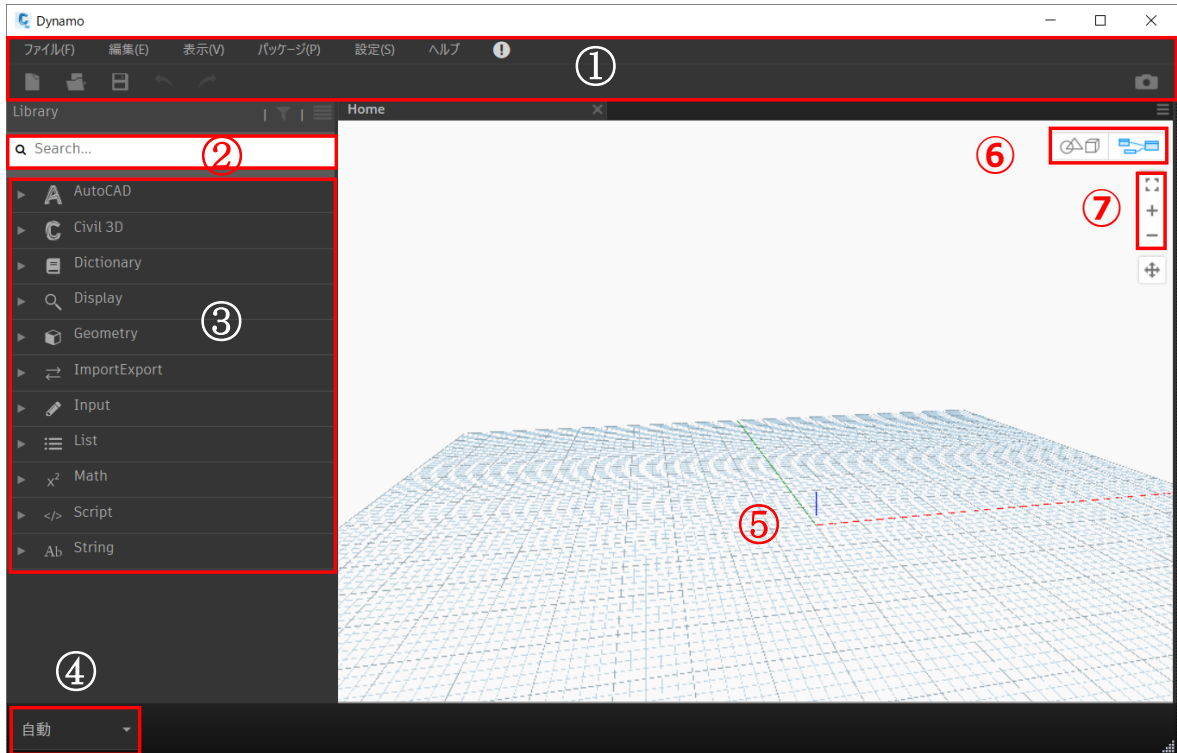 Dynamo
ファイル(F) 編集(E) 表示(V) パッケージ(P) 設定(S) ヘルプ !
①
Library
Home
Search...
②
⑥
⑦
AutoCAD
Civil 3D
Dictionary
Display
③
Geometry
ImportExport
Input
List
x² Math
</> Script
Ab String
⑤
④
自動